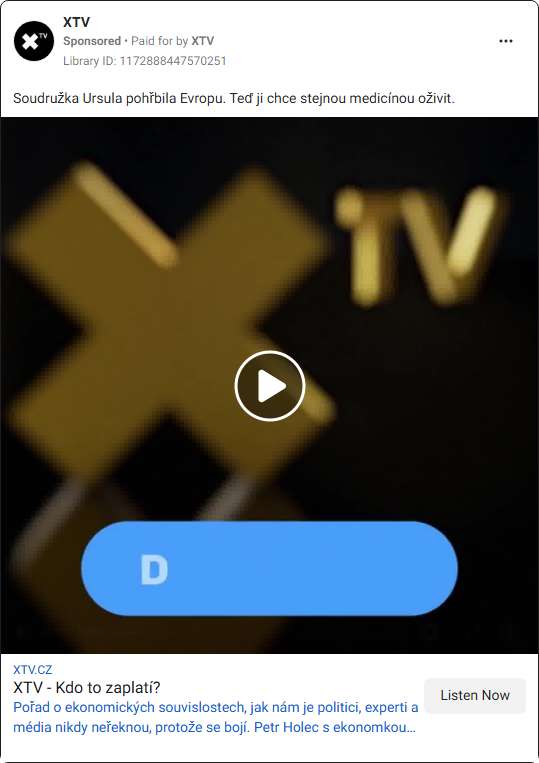 XTV
Sponsored • Paid for by XTV
Library ID: 1172888447570251
Soudružka Ursula pohřbila Evropu. Teď ji chce stejnou medicínou oživit.
X TV
D
XTV.CZ
XTV - Kdo to zaplatí?
Pořad o ekonomických souvislostech, jak nám je politici, experti a
média nikdy neřeknou, protože se bojí. Petr Holec s ekonomkou...
Listen Now